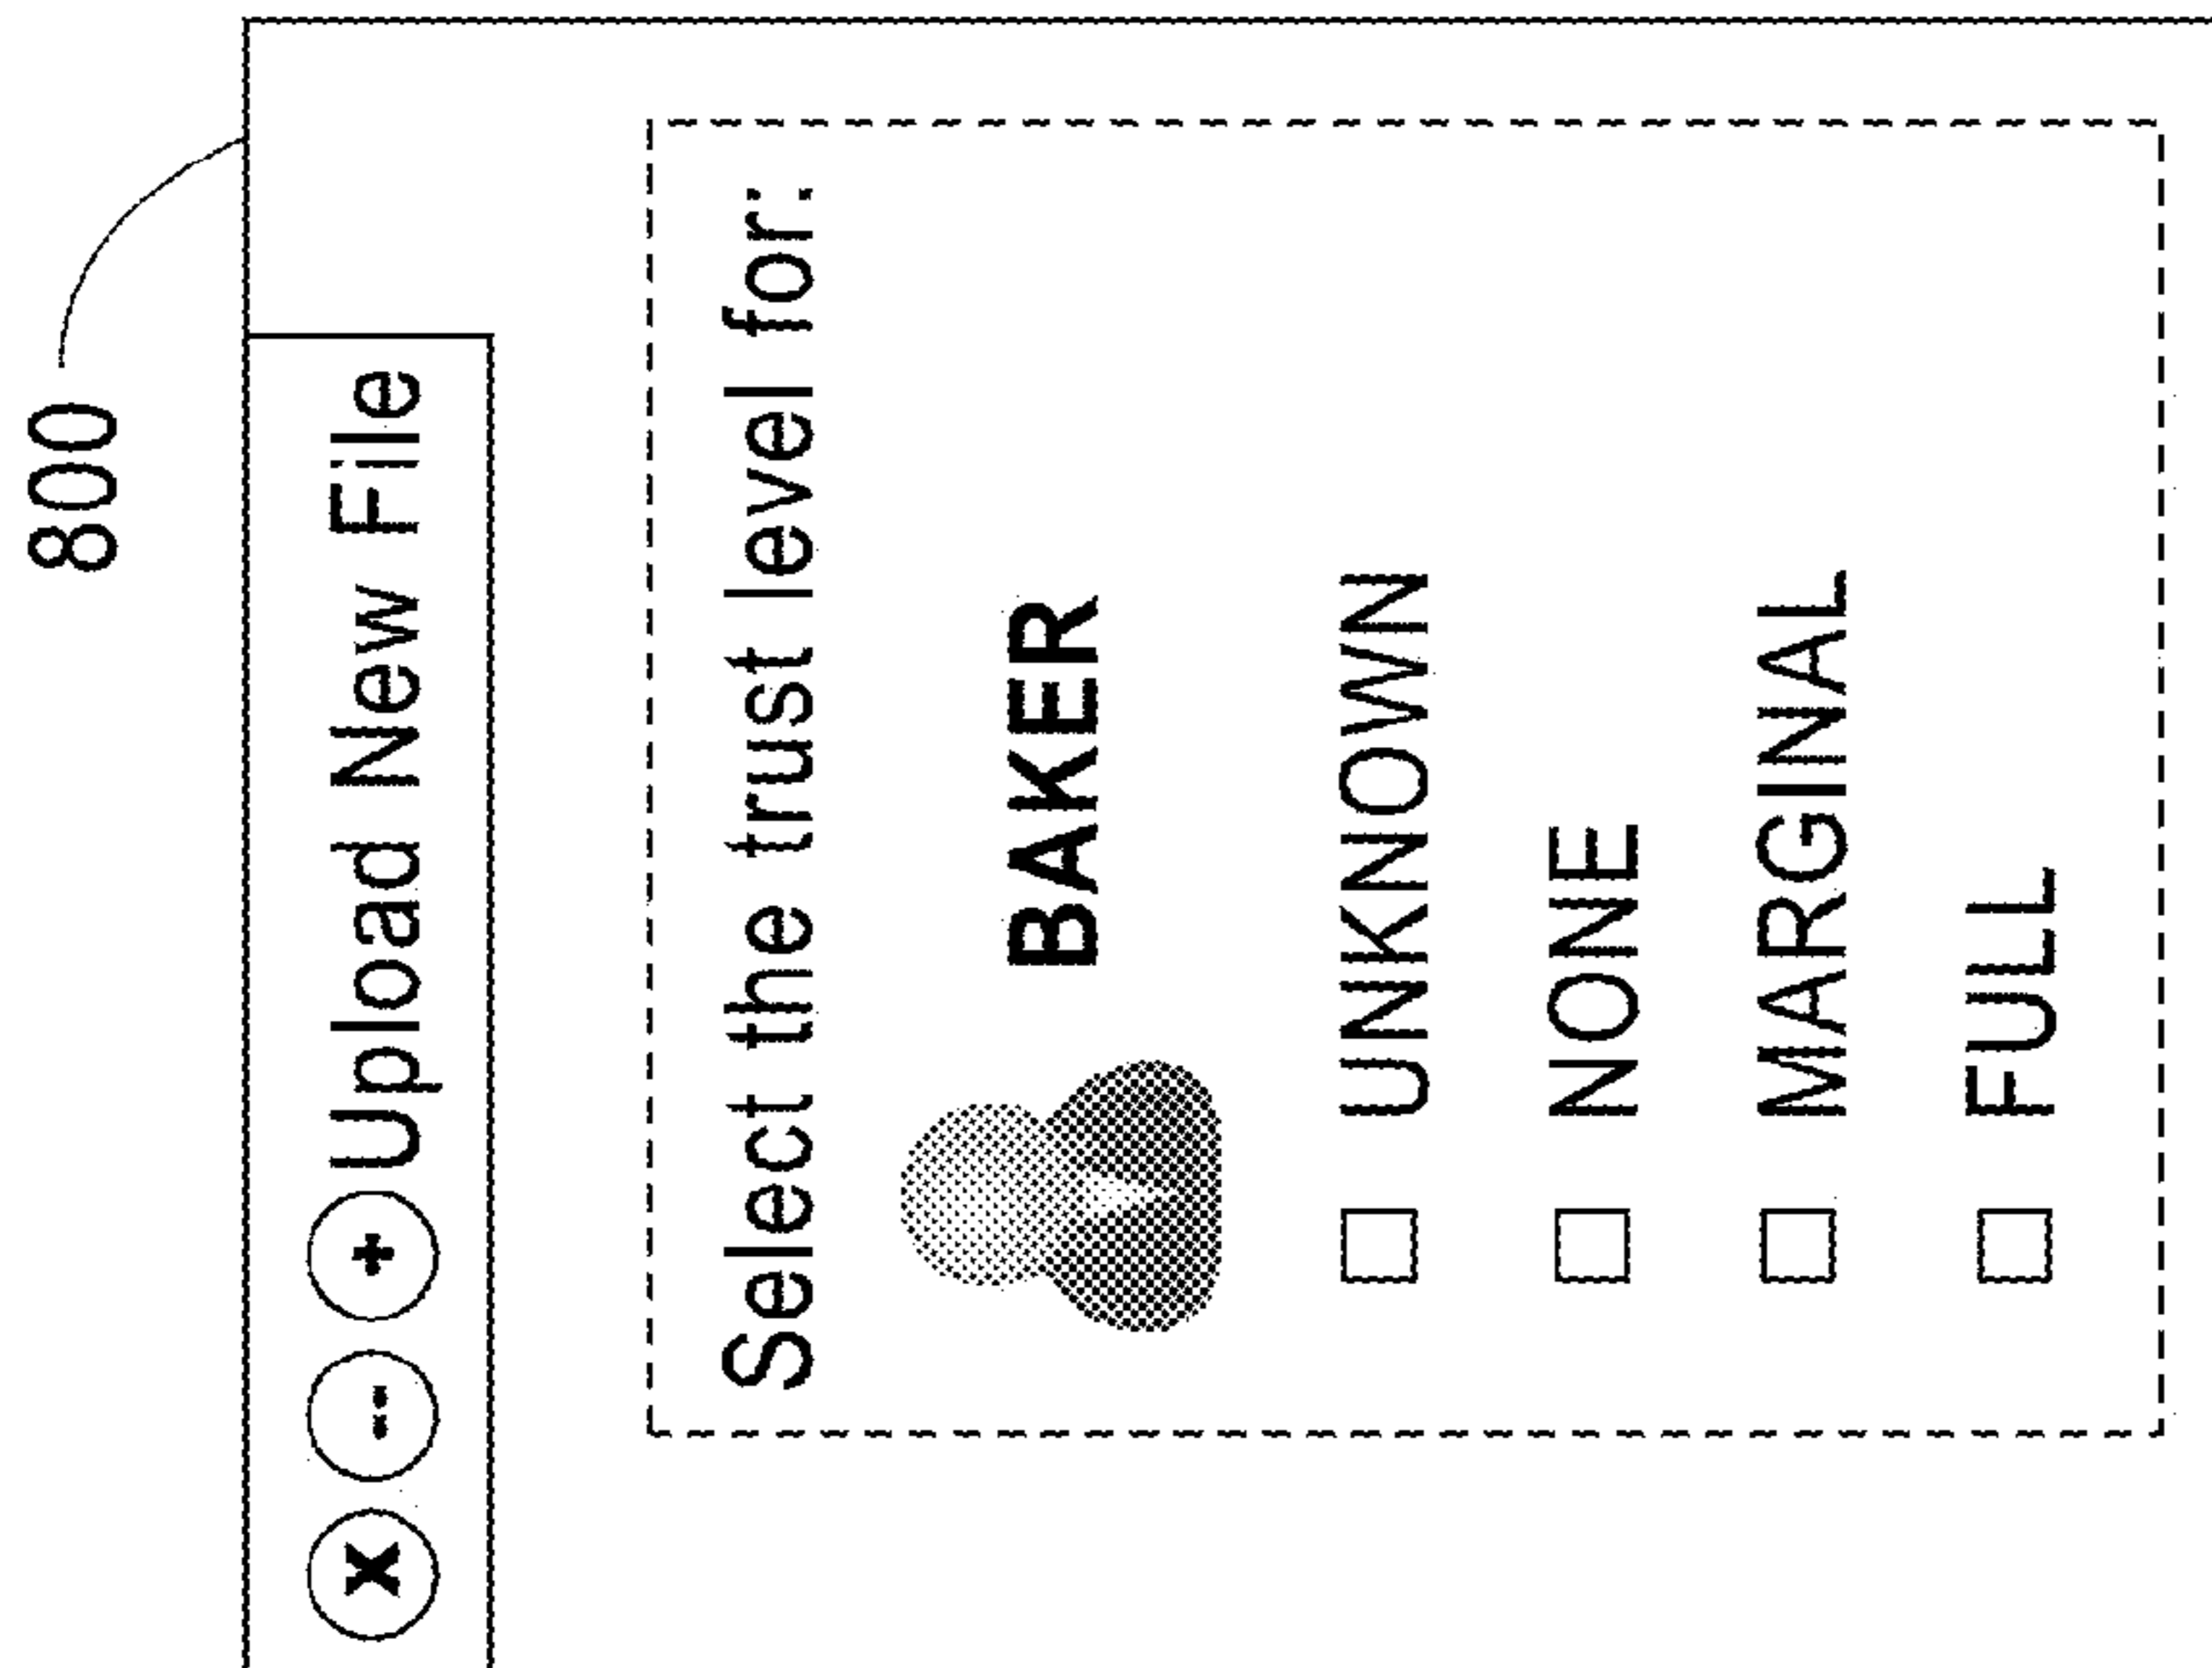 800
x -- + Upload New File
Select the trust level for:
BAKER
UNKNOWN
NONE
MARGINAL
FULL